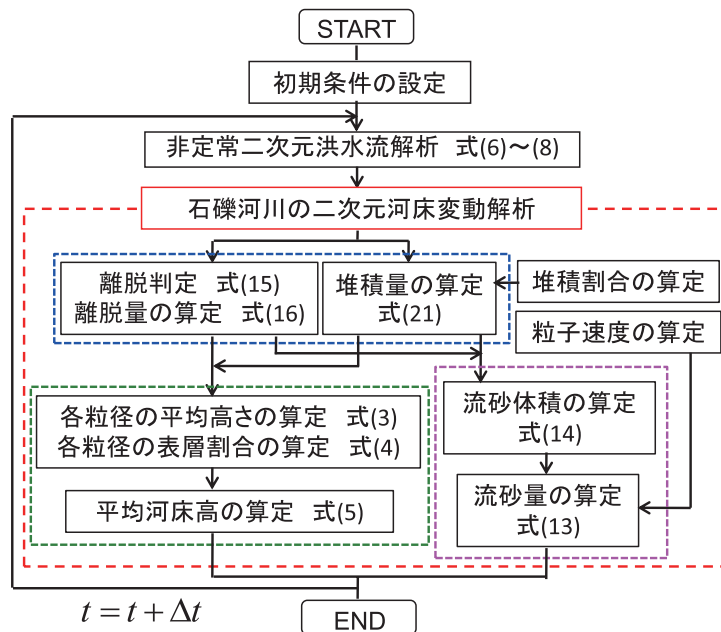 START
初期条件の設定
非定常二次元洪水流解析 式(6)～(8)
石礫河川の二次元河床変動解析
離脱判定 式(15)
離脱量の算定 式(16)
堆積量の算定
式(21)
堆積割合の算定
粒子速度の算定
各粒径の平均高さの算定 式(3)
各粒径の表層割合の算定 式(4)
流砂体積の算定
式(14)
平均河床高の算定 式(5)
流砂量の算定
式(13)
t = t + Δt
END